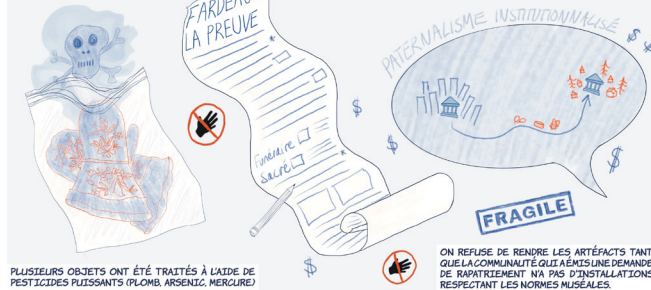 FARDEAU
LA PREUVE
Funéraire
Sacré
PATERNALISME INSTITUTIONNALISÉ
$ $
$
$
$
$
FRAGILE
PLUSIEURS OBJETS ONT ÉTÉ TRAITÉS À L'AIDE DE
PESTICIDES PUISSANTS (PLOMB, ARSENIC, MERCURE)
ON REFUSE DE RENDRE LES ARTÉFACTS TANT
QUE LA COMMUNAUTÉ QUI A ÉMIS UNE DEMANDE
DE RAPATRIEMENT N'A PAS D'INSTALLATIONS
RESPECTANT LES NORMES MUSÉALES.